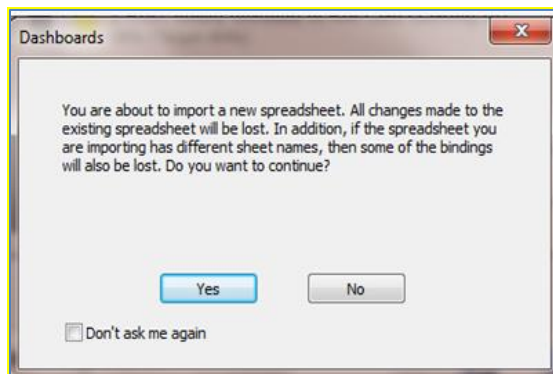 Dashboards
You are about to import a new spreadsheet. All changes made to the
existing spreadsheet will be lost. In addition, if the spreadsheet you
are importing has different sheet names, then some of the bindings
will also be lost. Do you want to continue?
Yes No
Don't ask me again